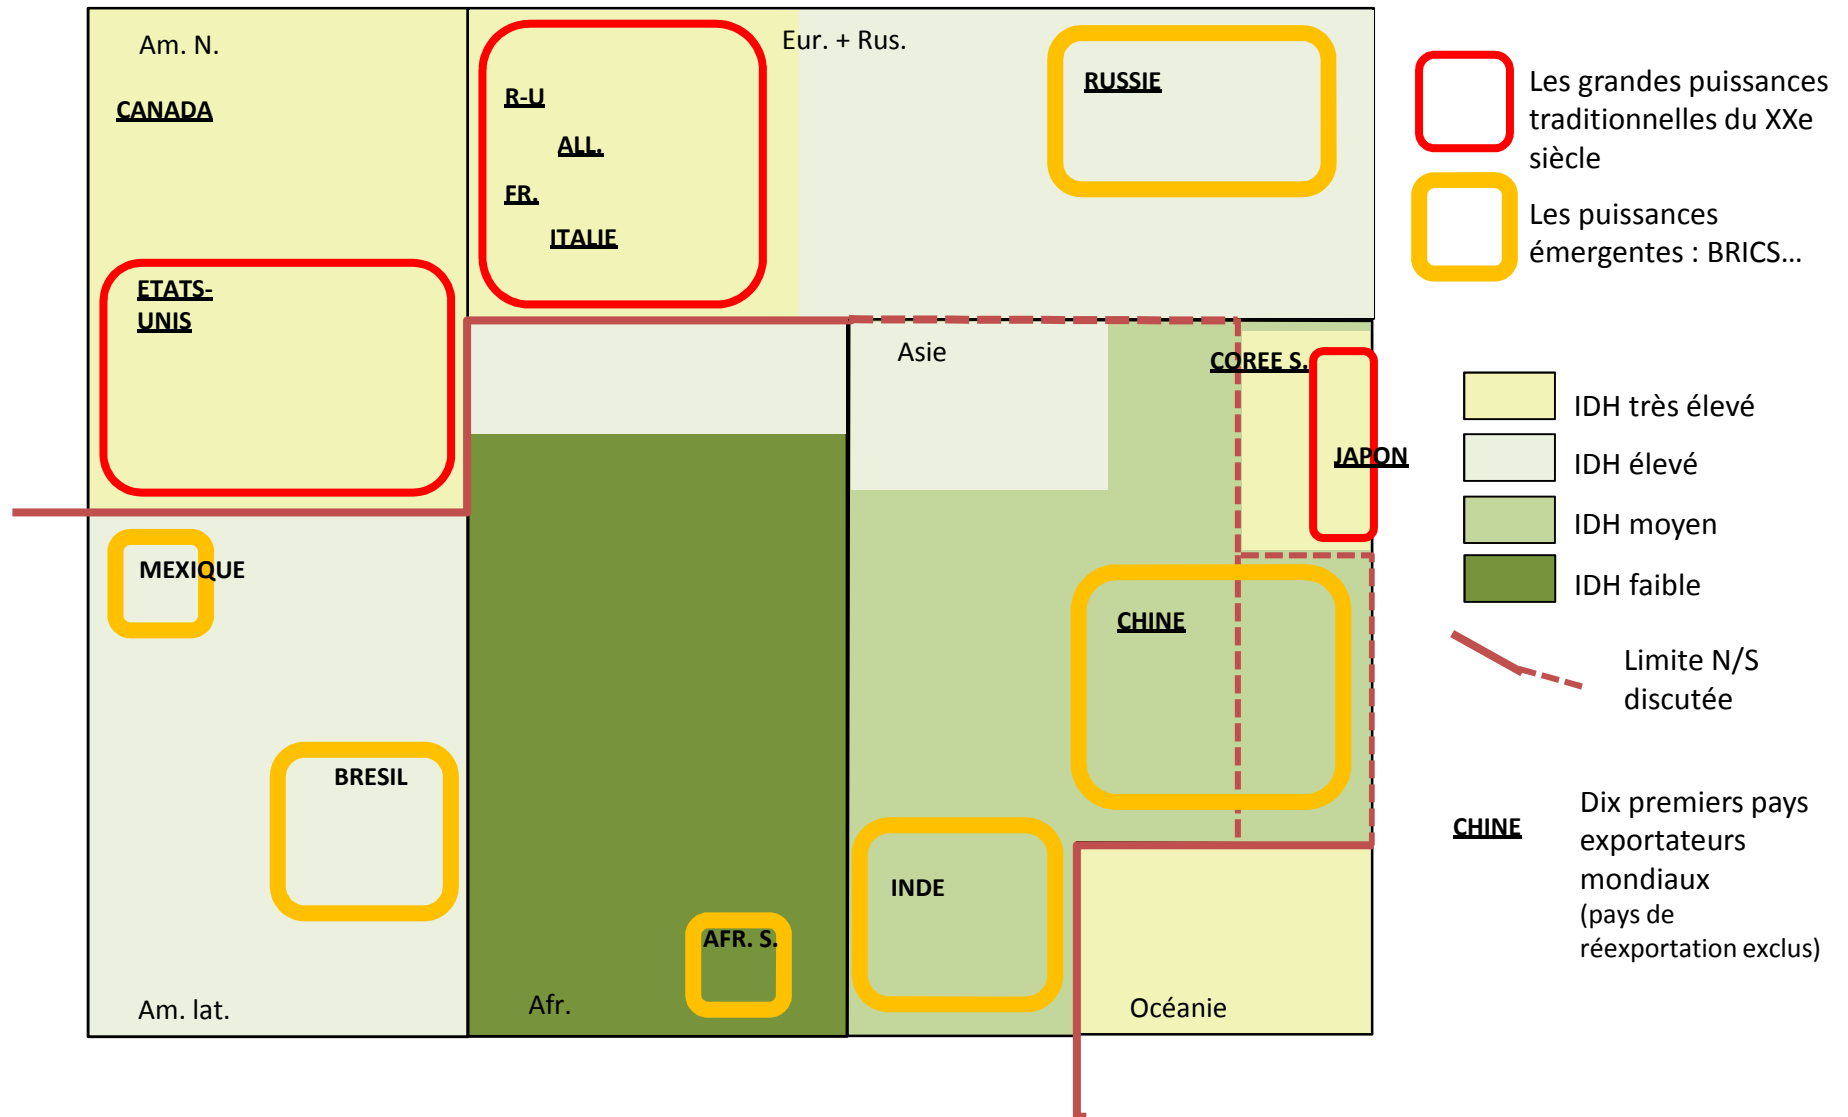 Am. N.
CANADA
ETATS-
UNIS
Eur. + Rus.
R-U
ALL.
FR.
ITALIE
RUSSIE
Asie
COREE S.
JAPON
MEXIQUE
CHINE
BRESIL
INDE
AFR. S.
Am. lat.
Afr.
Océanie
Les grandes puissances
traditionnelles du XXe
siècle
Les puissances
émergentes : BRICS...
IDH très élevé
IDH élevé
IDH moyen
IDH faible
Limite N/S
discutée
CHINE
Dix premiers pays
exportateurs
mondiaux
(pays de
réexportation exclus)